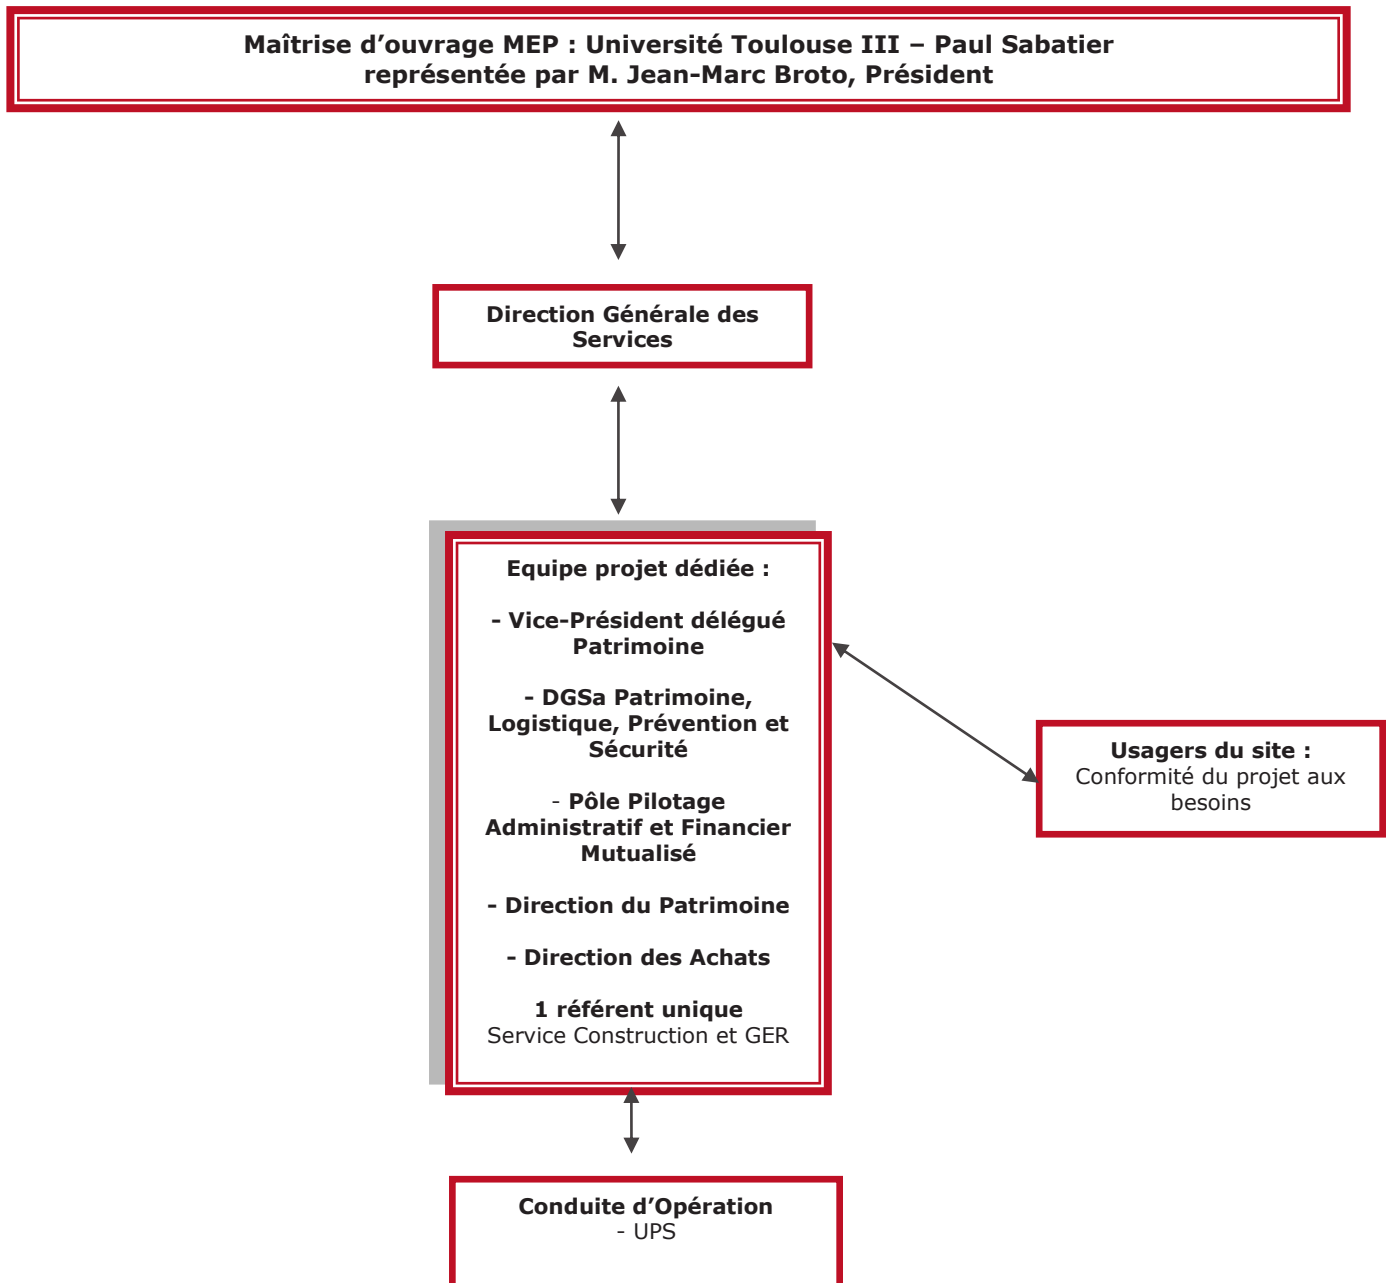 Maîtrise d’ouvrage MEP : Université Toulouse III – Paul Sabatier
représentée par M. Jean-Marc Broto, Président
Direction Générale des
Services
Equipe projet dédiée :
- Vice-Président délégué
Patrimoine
- DGSa Patrimoine,
Logistique, Prévention et
Sécurité
- Pôle Pilotage
Administratif et Financier
Mutualisé
- Direction du Patrimoine
- Direction des Achats
1 référent unique
Service Construction et GER
Usagers du site :
Conformité du projet aux
besoins
Conduite d’Opération
- UPS